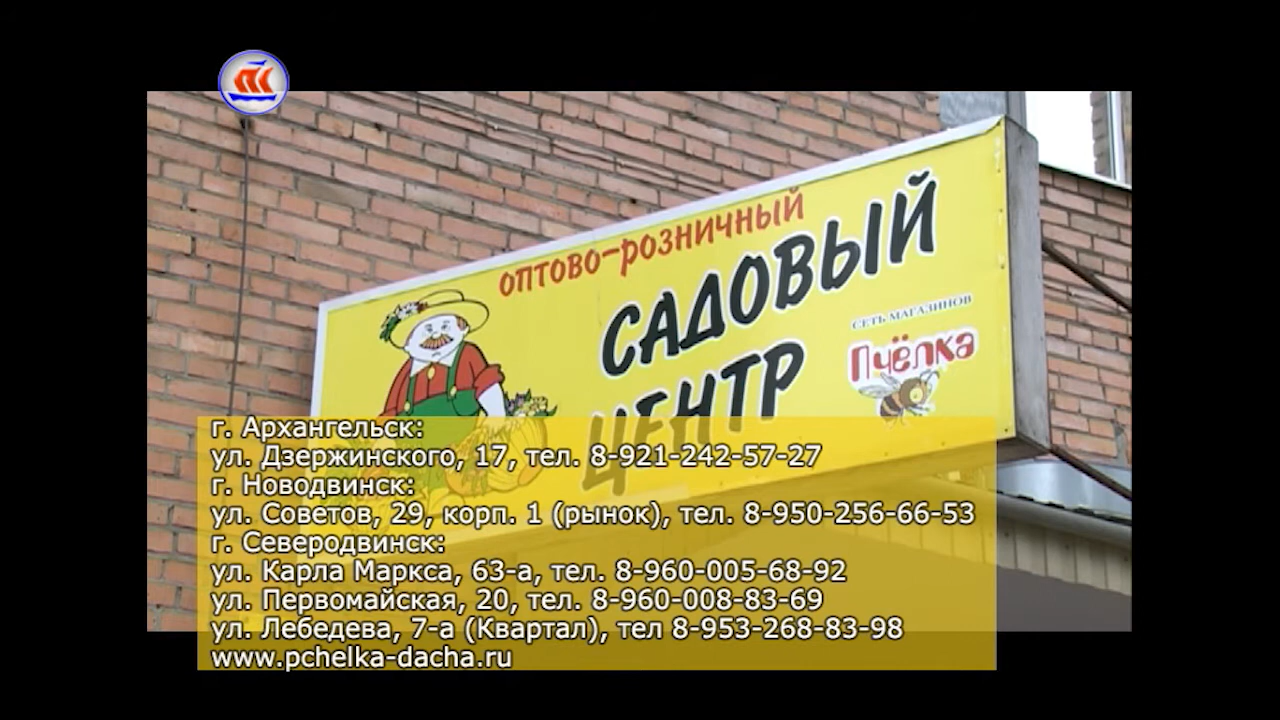 ПК
ОПТОВО-РОЗНИЧНЫЙ
САДОВЫЙ
ЦЕНТР
СЕТЬ МАГАЗИНОВ
Пчёлка
г. Архангельск:
ул. Дзержинского, 17, тел. 8-921-242-57-27
г. Новодвинск:
ул. Советов, 29, корп. 1 (рынок), тел. 8-950-256-66-53
г. Северодвинск:
ул. Карла Маркса, 63-а, тел. 8-960-005-68-92
ул. Первомайская, 20, тел. 8-960-008-83-69
ул. Лебедева, 7-а (Квартал), тел 8-953-268-83-98
www.pchelka-dacha.ru